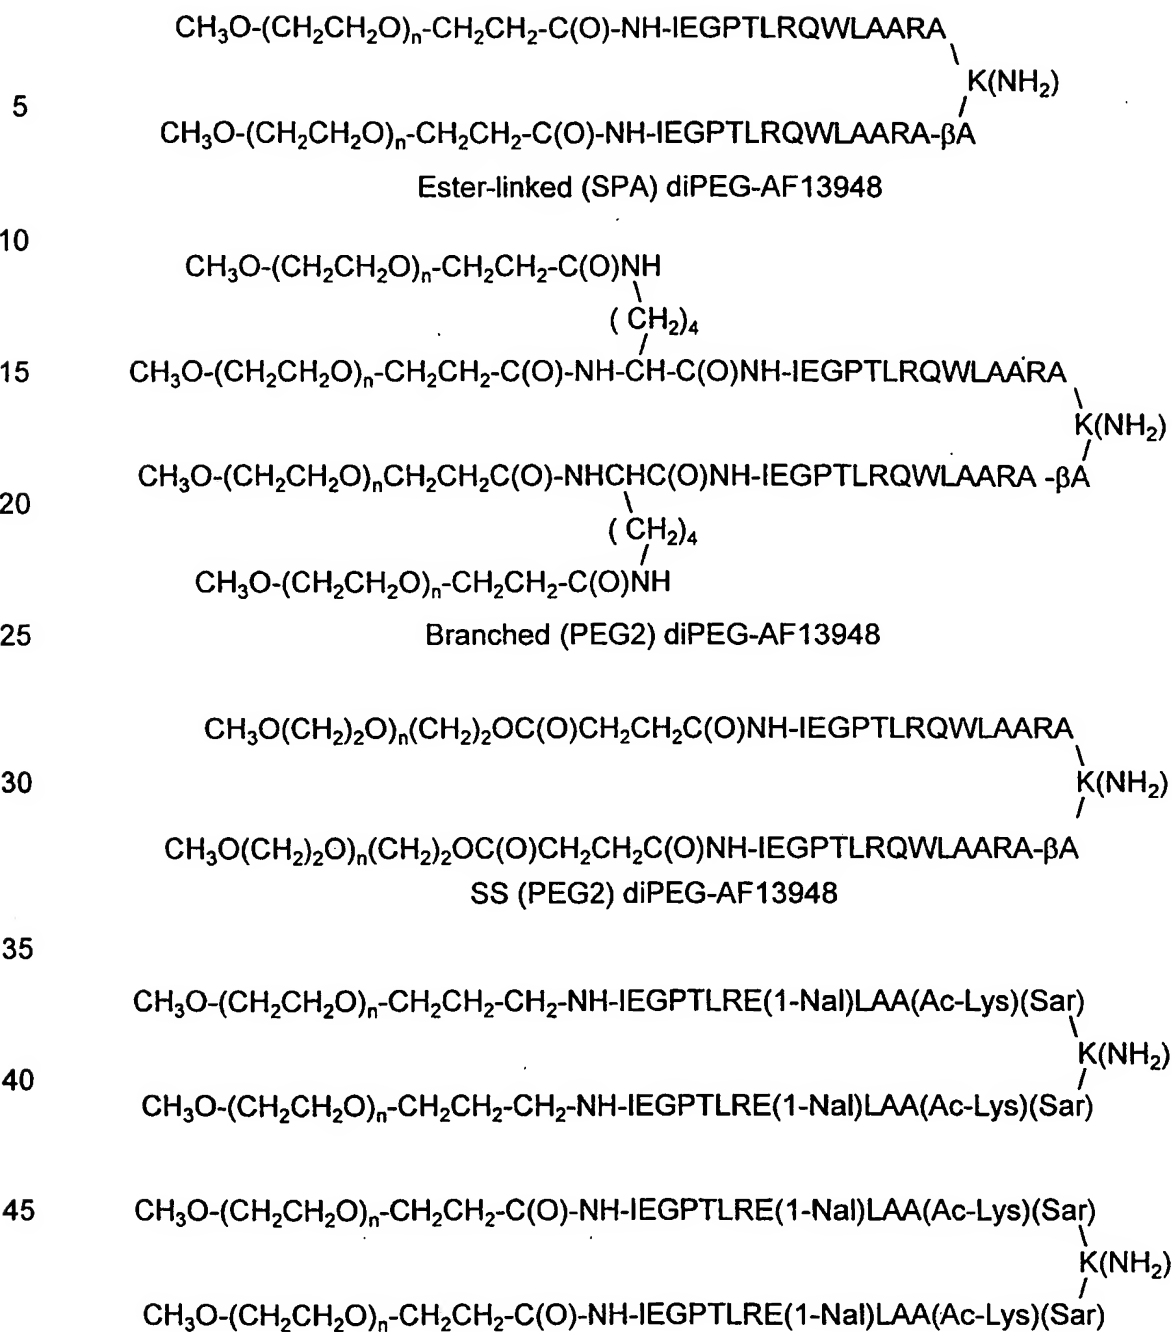 CH₃O-(CH₂CH₂O)ₙ-CH₂CH₂-C(O)-NH-IEGPTLRQWLAARA
\
K(NH₂)
/
5
CH₃O-(CH₂CH₂O)ₙ-CH₂CH₂-C(O)-NH-IEGPTLRQWLAARA-βA
Ester-linked (SPA) diPEG-AF13948
10
CH₃O-(CH₂CH₂O)ₙ-CH₂CH₂-C(O)NH
\
(CH₂)₄
/
15 CH₃O-(CH₂CH₂O)ₙ-CH₂CH₂-C(O)-NH-CH-C(O)NH-IEGPTLRQWLAARA
\
K(NH₂)
/
CH₃O-(CH₂CH₂O)ₙCH₂CH₂C(O)-NHCHC(O)NH-IEGPTLRQWLAARA -βA
20
\
(CH₂)₄
/
CH₃O-(CH₂CH₂O)ₙ-CH₂CH₂-C(O)NH
25 Branched (PEG2) diPEG-AF13948
CH₃O(CH₂)₂O)ₙ(CH₂)₂OC(O)CH₂CH₂C(O)NH-IEGPTLRQWLAARA
\
30 K(NH₂)
/
CH₃O(CH₂)₂O)ₙ(CH₂)₂OC(O)CH₂CH₂C(O)NH-IEGPTLRQWLAARA-βA
SS (PEG2) diPEG-AF13948
35
CH₃O-(CH₂CH₂O)ₙ-CH₂CH₂-CH₂-NH-IEGPTLRE(1-Nal)LAA(Ac-Lys)(Sar)
\
K(NH₂)
/
40
CH₃O-(CH₂CH₂O)ₙ-CH₂CH₂-CH₂-NH-IEGPTLRE(1-Nal)LAA(Ac-Lys)(Sar)
45 CH₃O-(CH₂CH₂O)ₙ-CH₂CH₂-C(O)-NH-IEGPTLRE(1-Nal)LAA(Ac-Lys)(Sar)
\
K(NH₂)
/
CH₃O-(CH₂CH₂O)ₙ-CH₂CH₂-C(O)-NH-IEGPTLRE(1-Nal)LAA(Ac-Lys)(Sar)